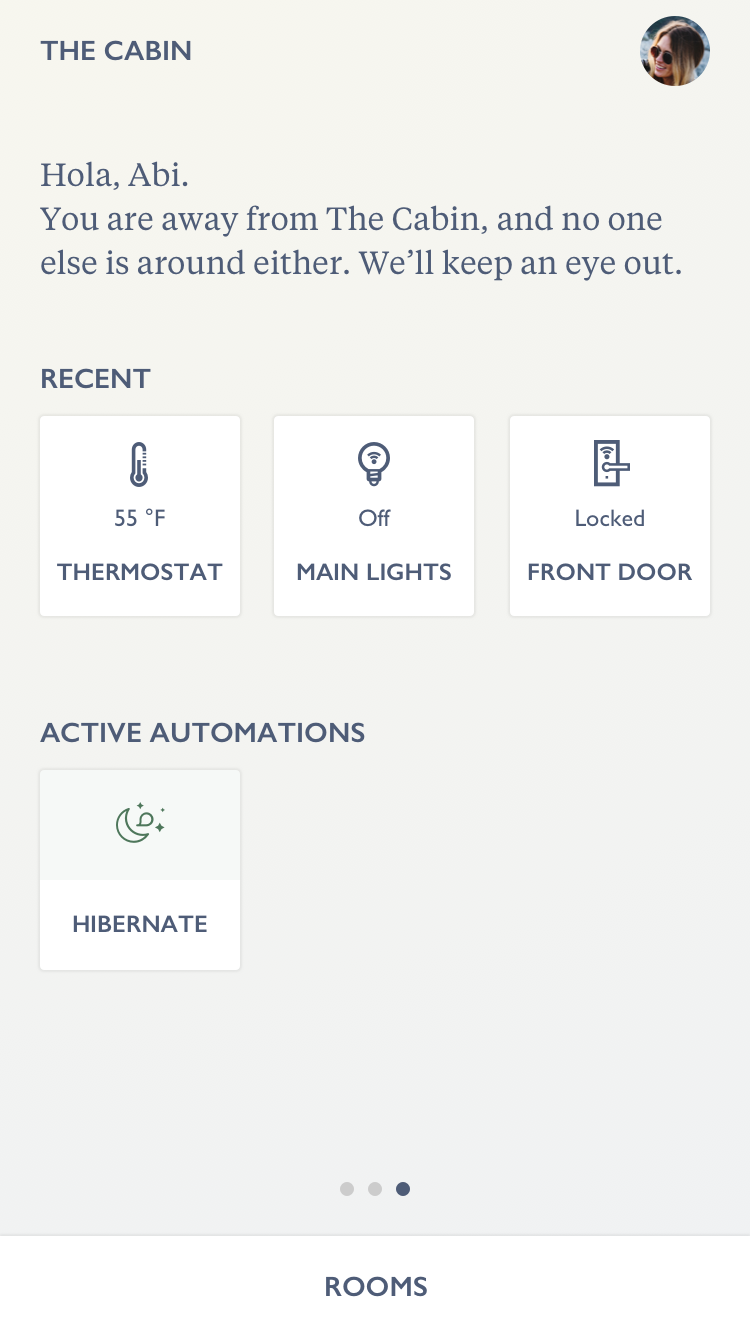 THE CABIN
Hola, Abi.
You are away from The Cabin, and no one
else is around either. We’ll keep an eye out.
RECENT
55 °F
THERMOSTAT
Off
MAIN LIGHTS
Locked
FRONT DOOR
ACTIVE AUTOMATIONS
HIBERNATE
ROOMS